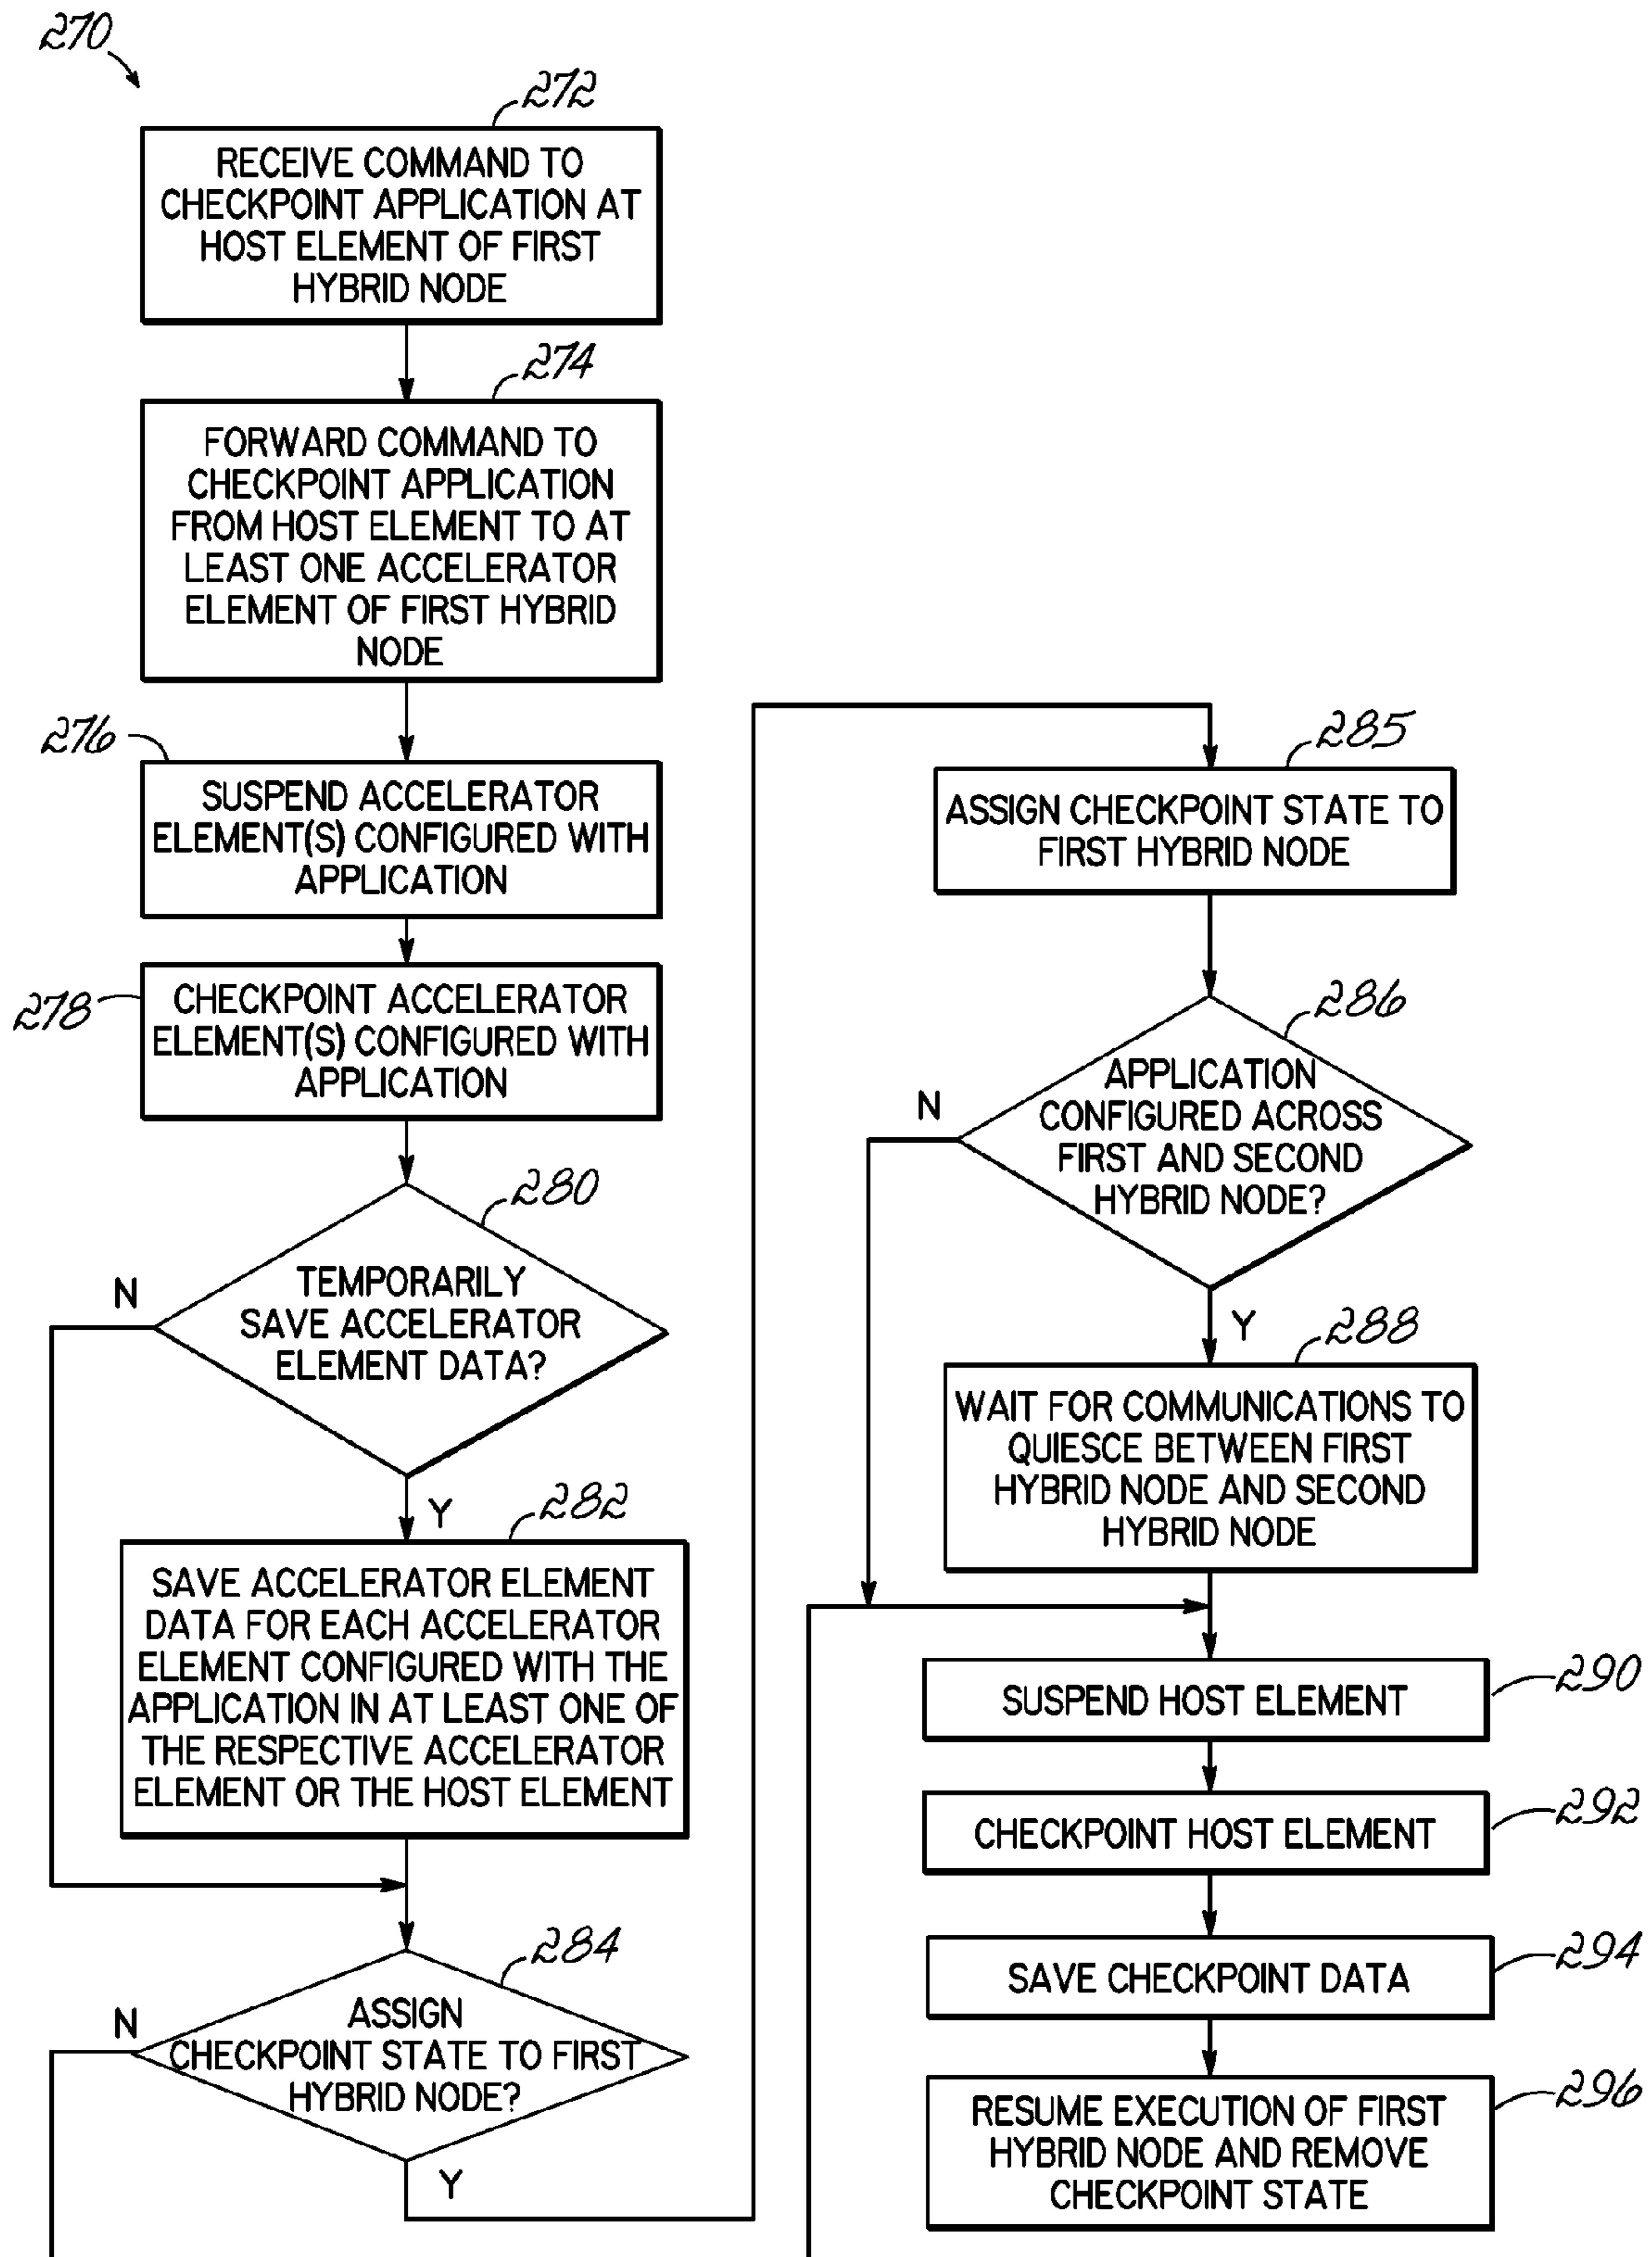 270
272
RECEIVE COMMAND TO
CHECKPOINT APPLICATION AT
HOST ELEMENT OF FIRST
HYBRID NODE
274
FORWARD COMMAND TO
CHECKPOINT APPLICATION
FROM HOST ELEMENT TO AT
LEAST ONE ACCELERATOR
ELEMENT OF FIRST HYBRID
NODE
276
SUSPEND ACCELERATOR
ELEMENT(S) CONFIGURED WITH
APPLICATION
278
CHECKPOINT ACCELERATOR
ELEMENT(S) CONFIGURED WITH
APPLICATION
280
N
TEMPORARILY
SAVE ACCELERATOR
ELEMENT DATA?
Y
282
SAVE ACCELERATOR ELEMENT
DATA FOR EACH ACCELERATOR
ELEMENT CONFIGURED WITH THE
APPLICATION IN AT LEAST ONE OF
THE RESPECTIVE ACCELERATOR
ELEMENT OR THE HOST ELEMENT
284
N
ASSIGN
CHECKPOINT STATE TO FIRST
HYBRID NODE?
Y
285
ASSIGN CHECKPOINT STATE TO
FIRST HYBRID NODE
286
N
APPLICATION
CONFIGURED ACROSS
FIRST AND SECOND
HYBRID NODE?
Y
288
WAIT FOR COMMUNICATIONS TO
QUIESCE BETWEEN FIRST
HYBRID NODE AND SECOND
HYBRID NODE
290
SUSPEND HOST ELEMENT
292
CHECKPOINT HOST ELEMENT
294
SAVE CHECKPOINT DATA
296
RESUME EXECUTION OF FIRST
HYBRID NODE AND REMOVE
CHECKPOINT STATE